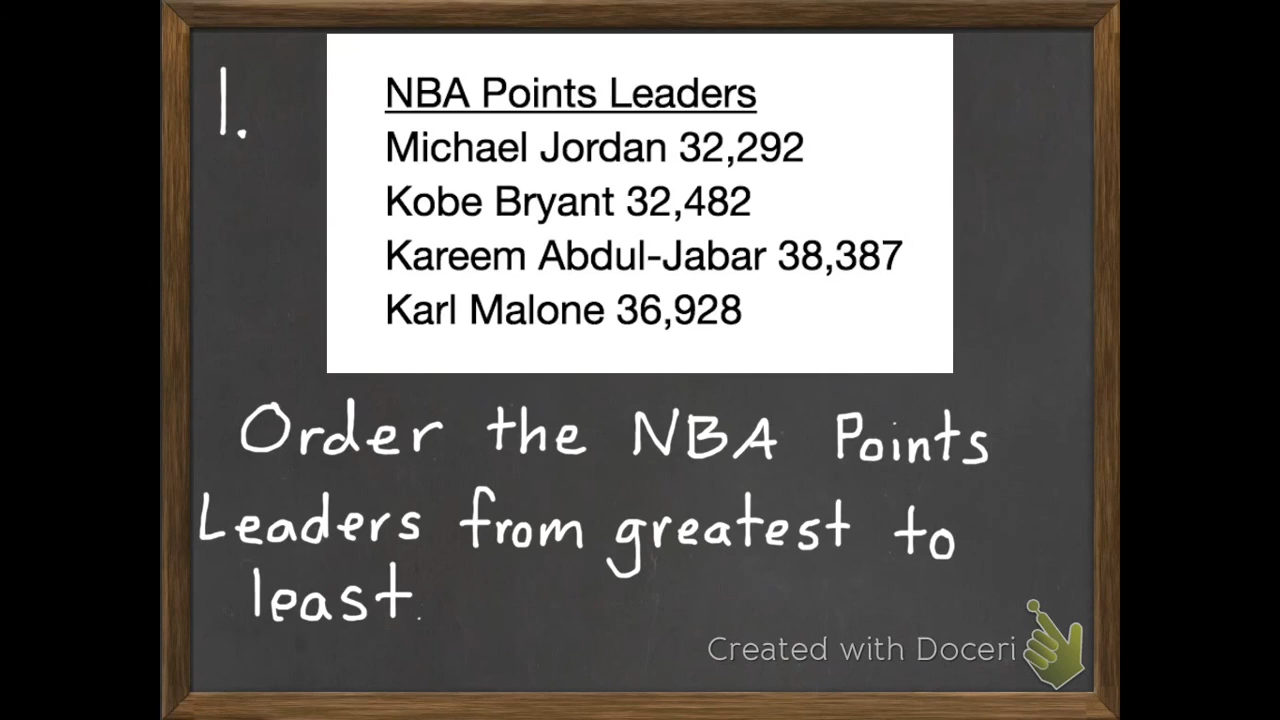 1.
NBA Points Leaders
Michael Jordan 32,292
Kobe Bryant 32,482
Kareem Abdul-Jabar 38,387
Karl Malone 36,928
Order the NBA Points
Leaders from greatest to
least.
Created with Doceri